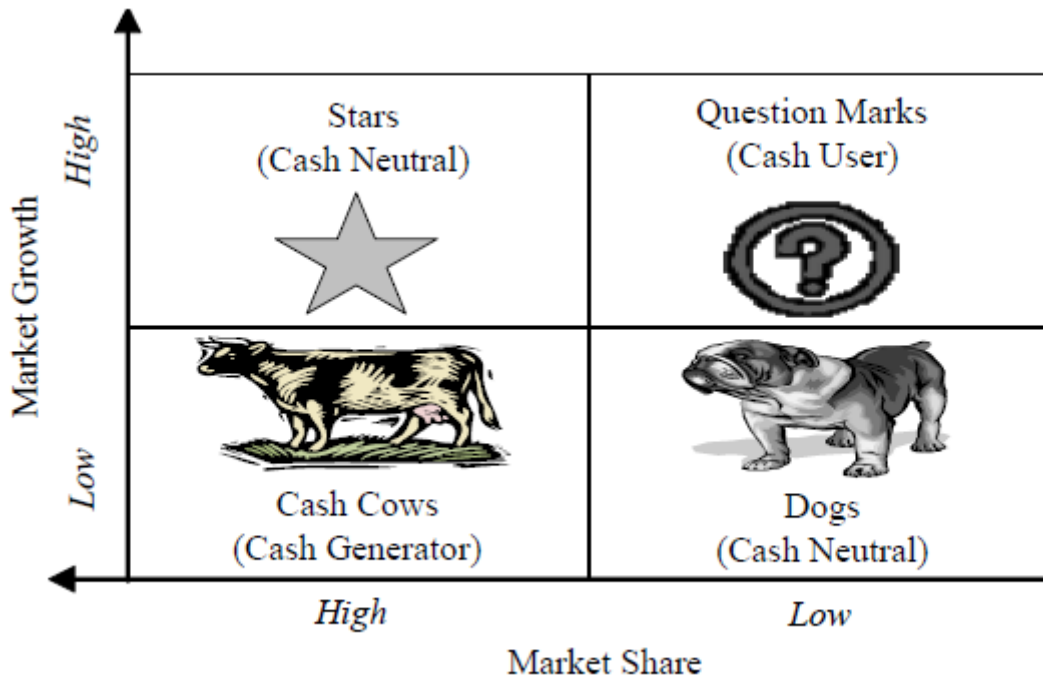 Market Growth
High
Low
Stars
(Cash Neutral)
Question Marks
(Cash User)
?
Cash Cows
(Cash Generator)
Dogs
(Cash Neutral)
High
Low
Market Share